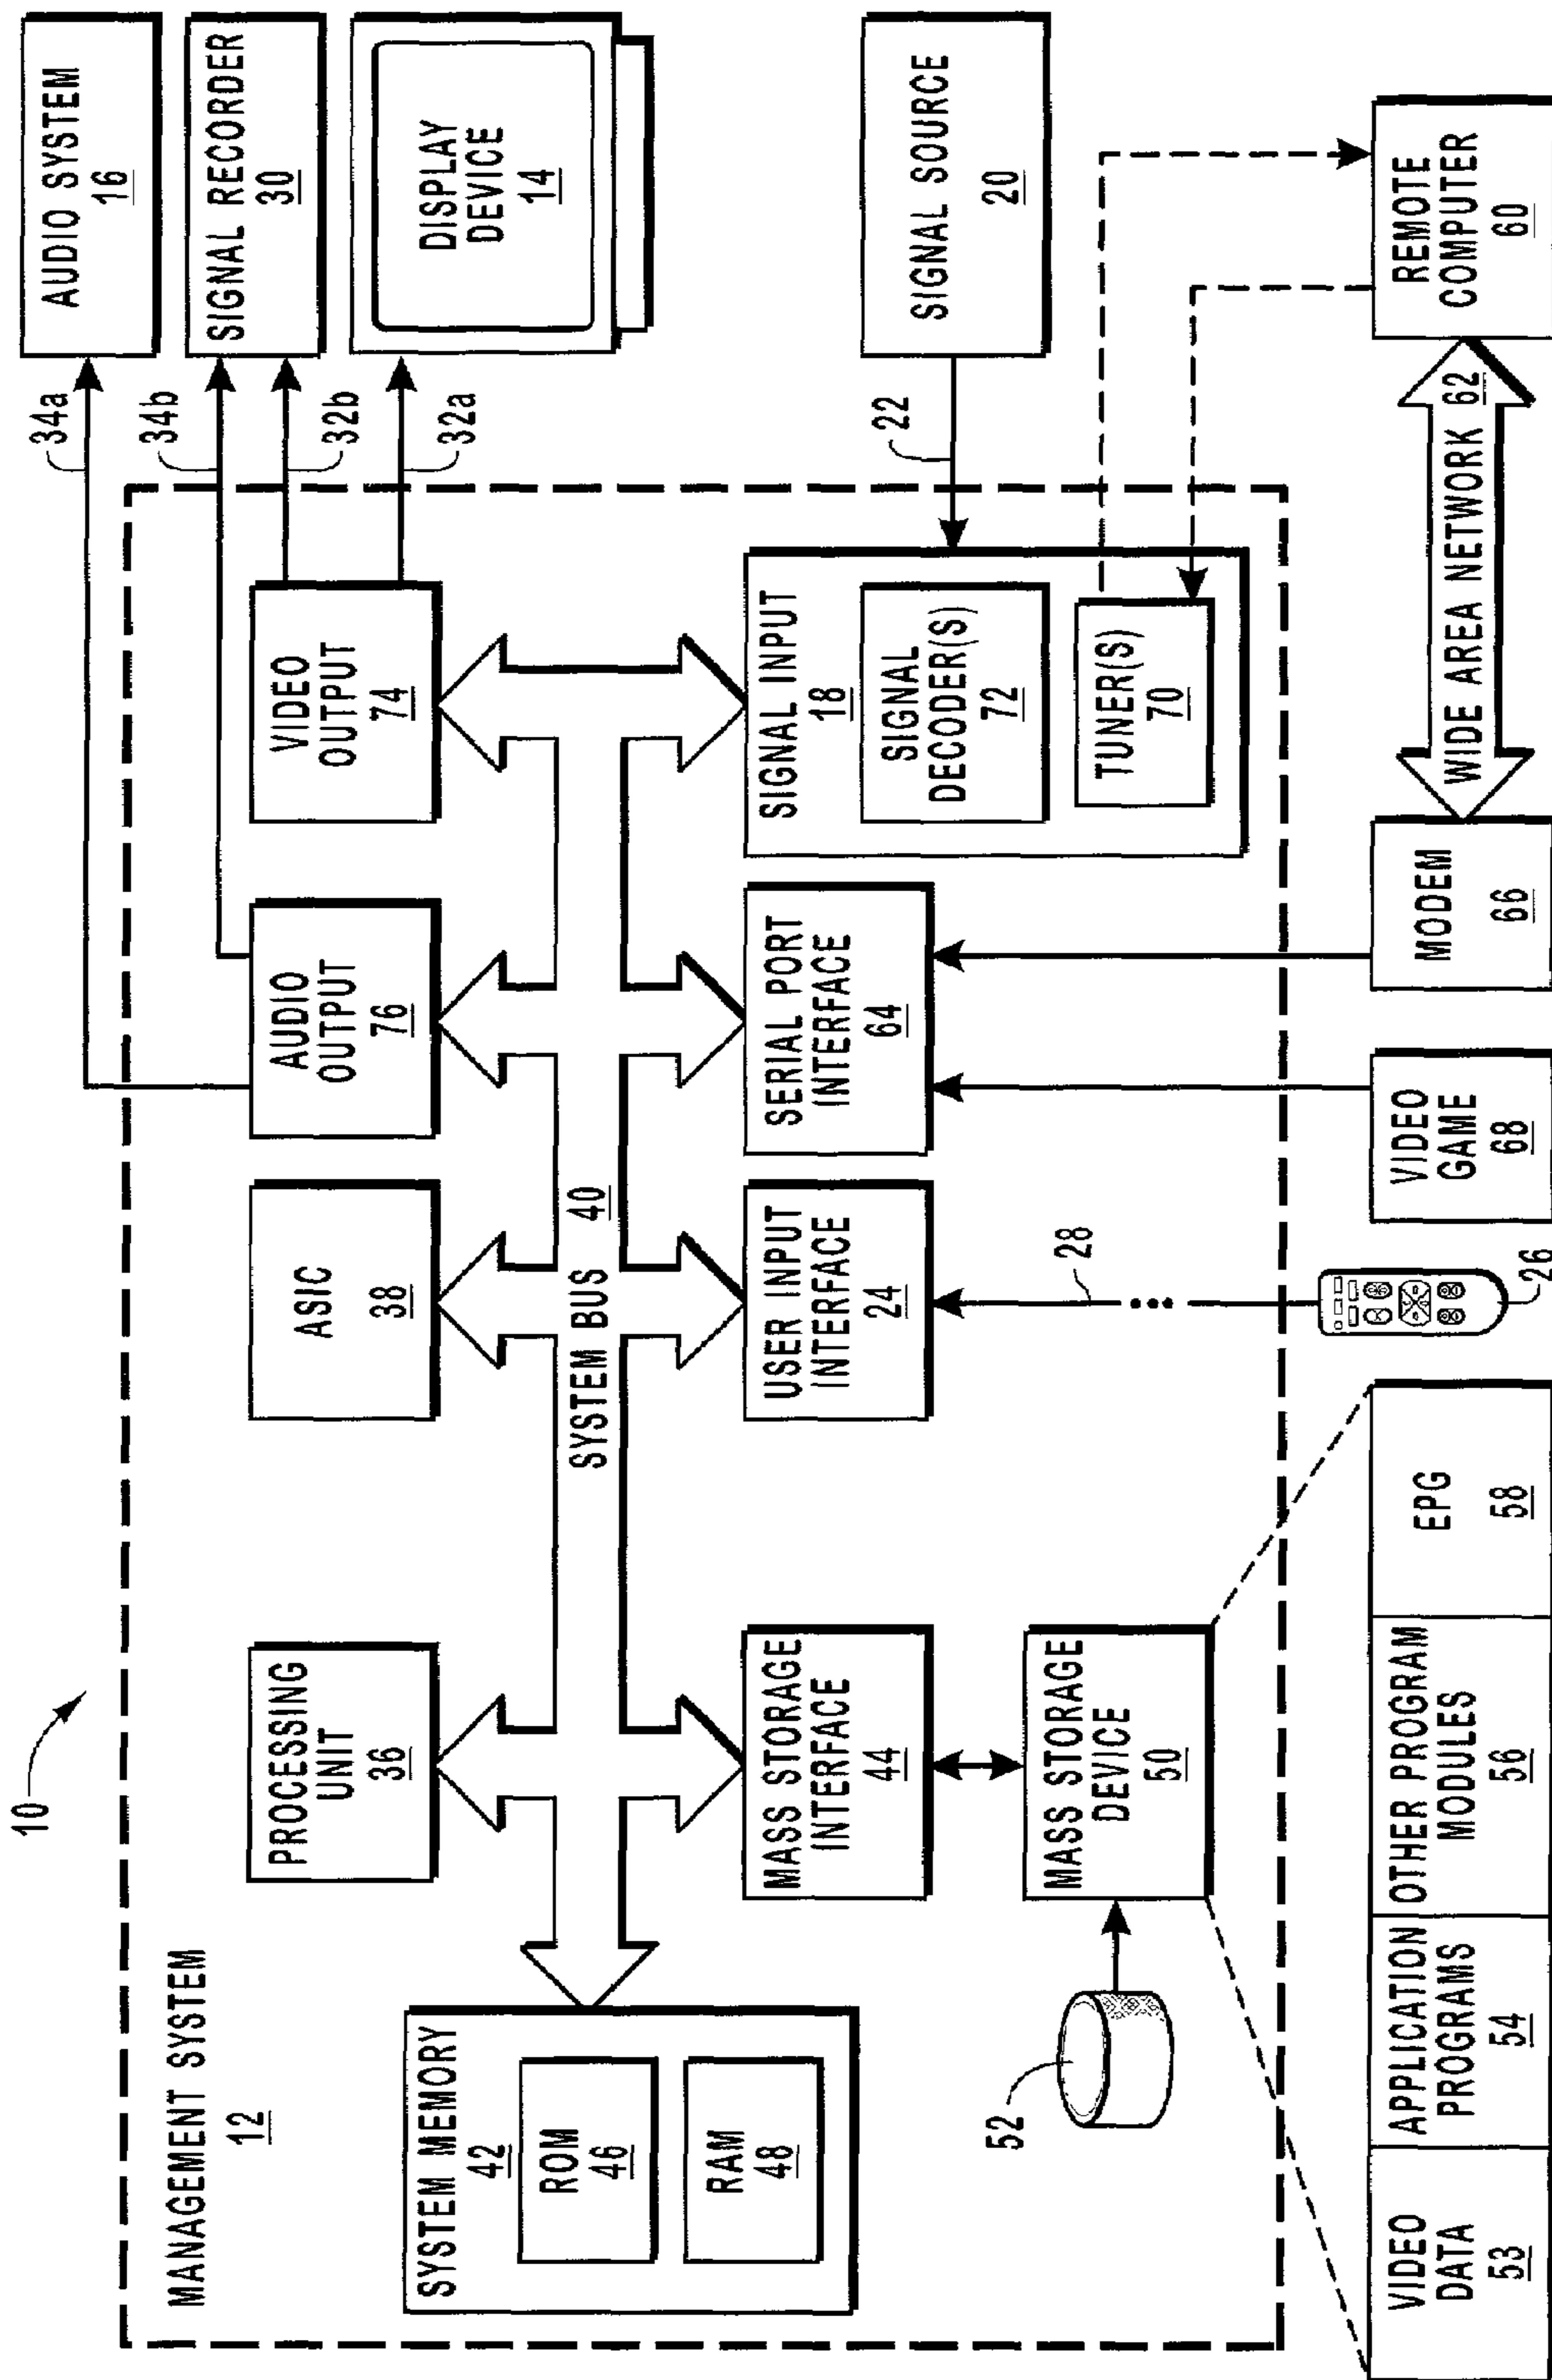 10
MANAGEMENT SYSTEM
12
34a
AUDIO SYSTEM
16
34b
SIGNAL RECORDER
30
32b
32a
DISPLAY
DEVICE
14
PROCESSING
UNIT
36
ASIC
38
AUDIO
OUTPUT
76
VIDEO
OUTPUT
74
SYSTEM MEMORY
42
ROM
46
RAM
48
SYSTEM BUS
40
MASS STORAGE
INTERFACE
44
USER INPUT
INTERFACE
24
SERIAL PORT
INTERFACE
64
SIGNAL INPUT
18
SIGNAL
DECODER(S)
72
TUNER(S)
70
22
SIGNAL SOURCE
20
52
MASS STORAGE
DEVICE
50
28
26
VIDEO
DATA
53
APPLICATION
PROGRAMS
54
OTHER PROGRAM
MODULES
56
EPG
58
VIDEO
GAME
68
MODEM
66
WIDE AREA NETWORK 62
REMOTE
COMPUTER
60